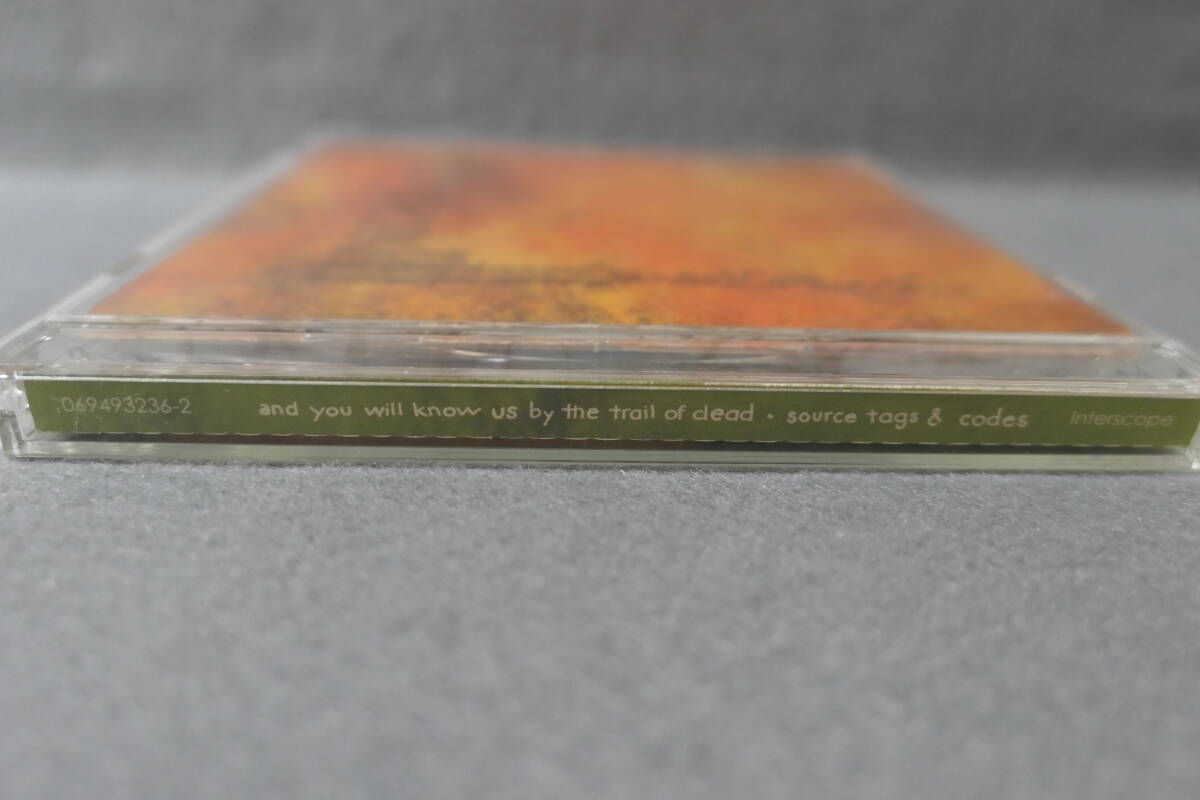 069493236-2 and you will know us by the trail of dead · source tags & codes Interscope